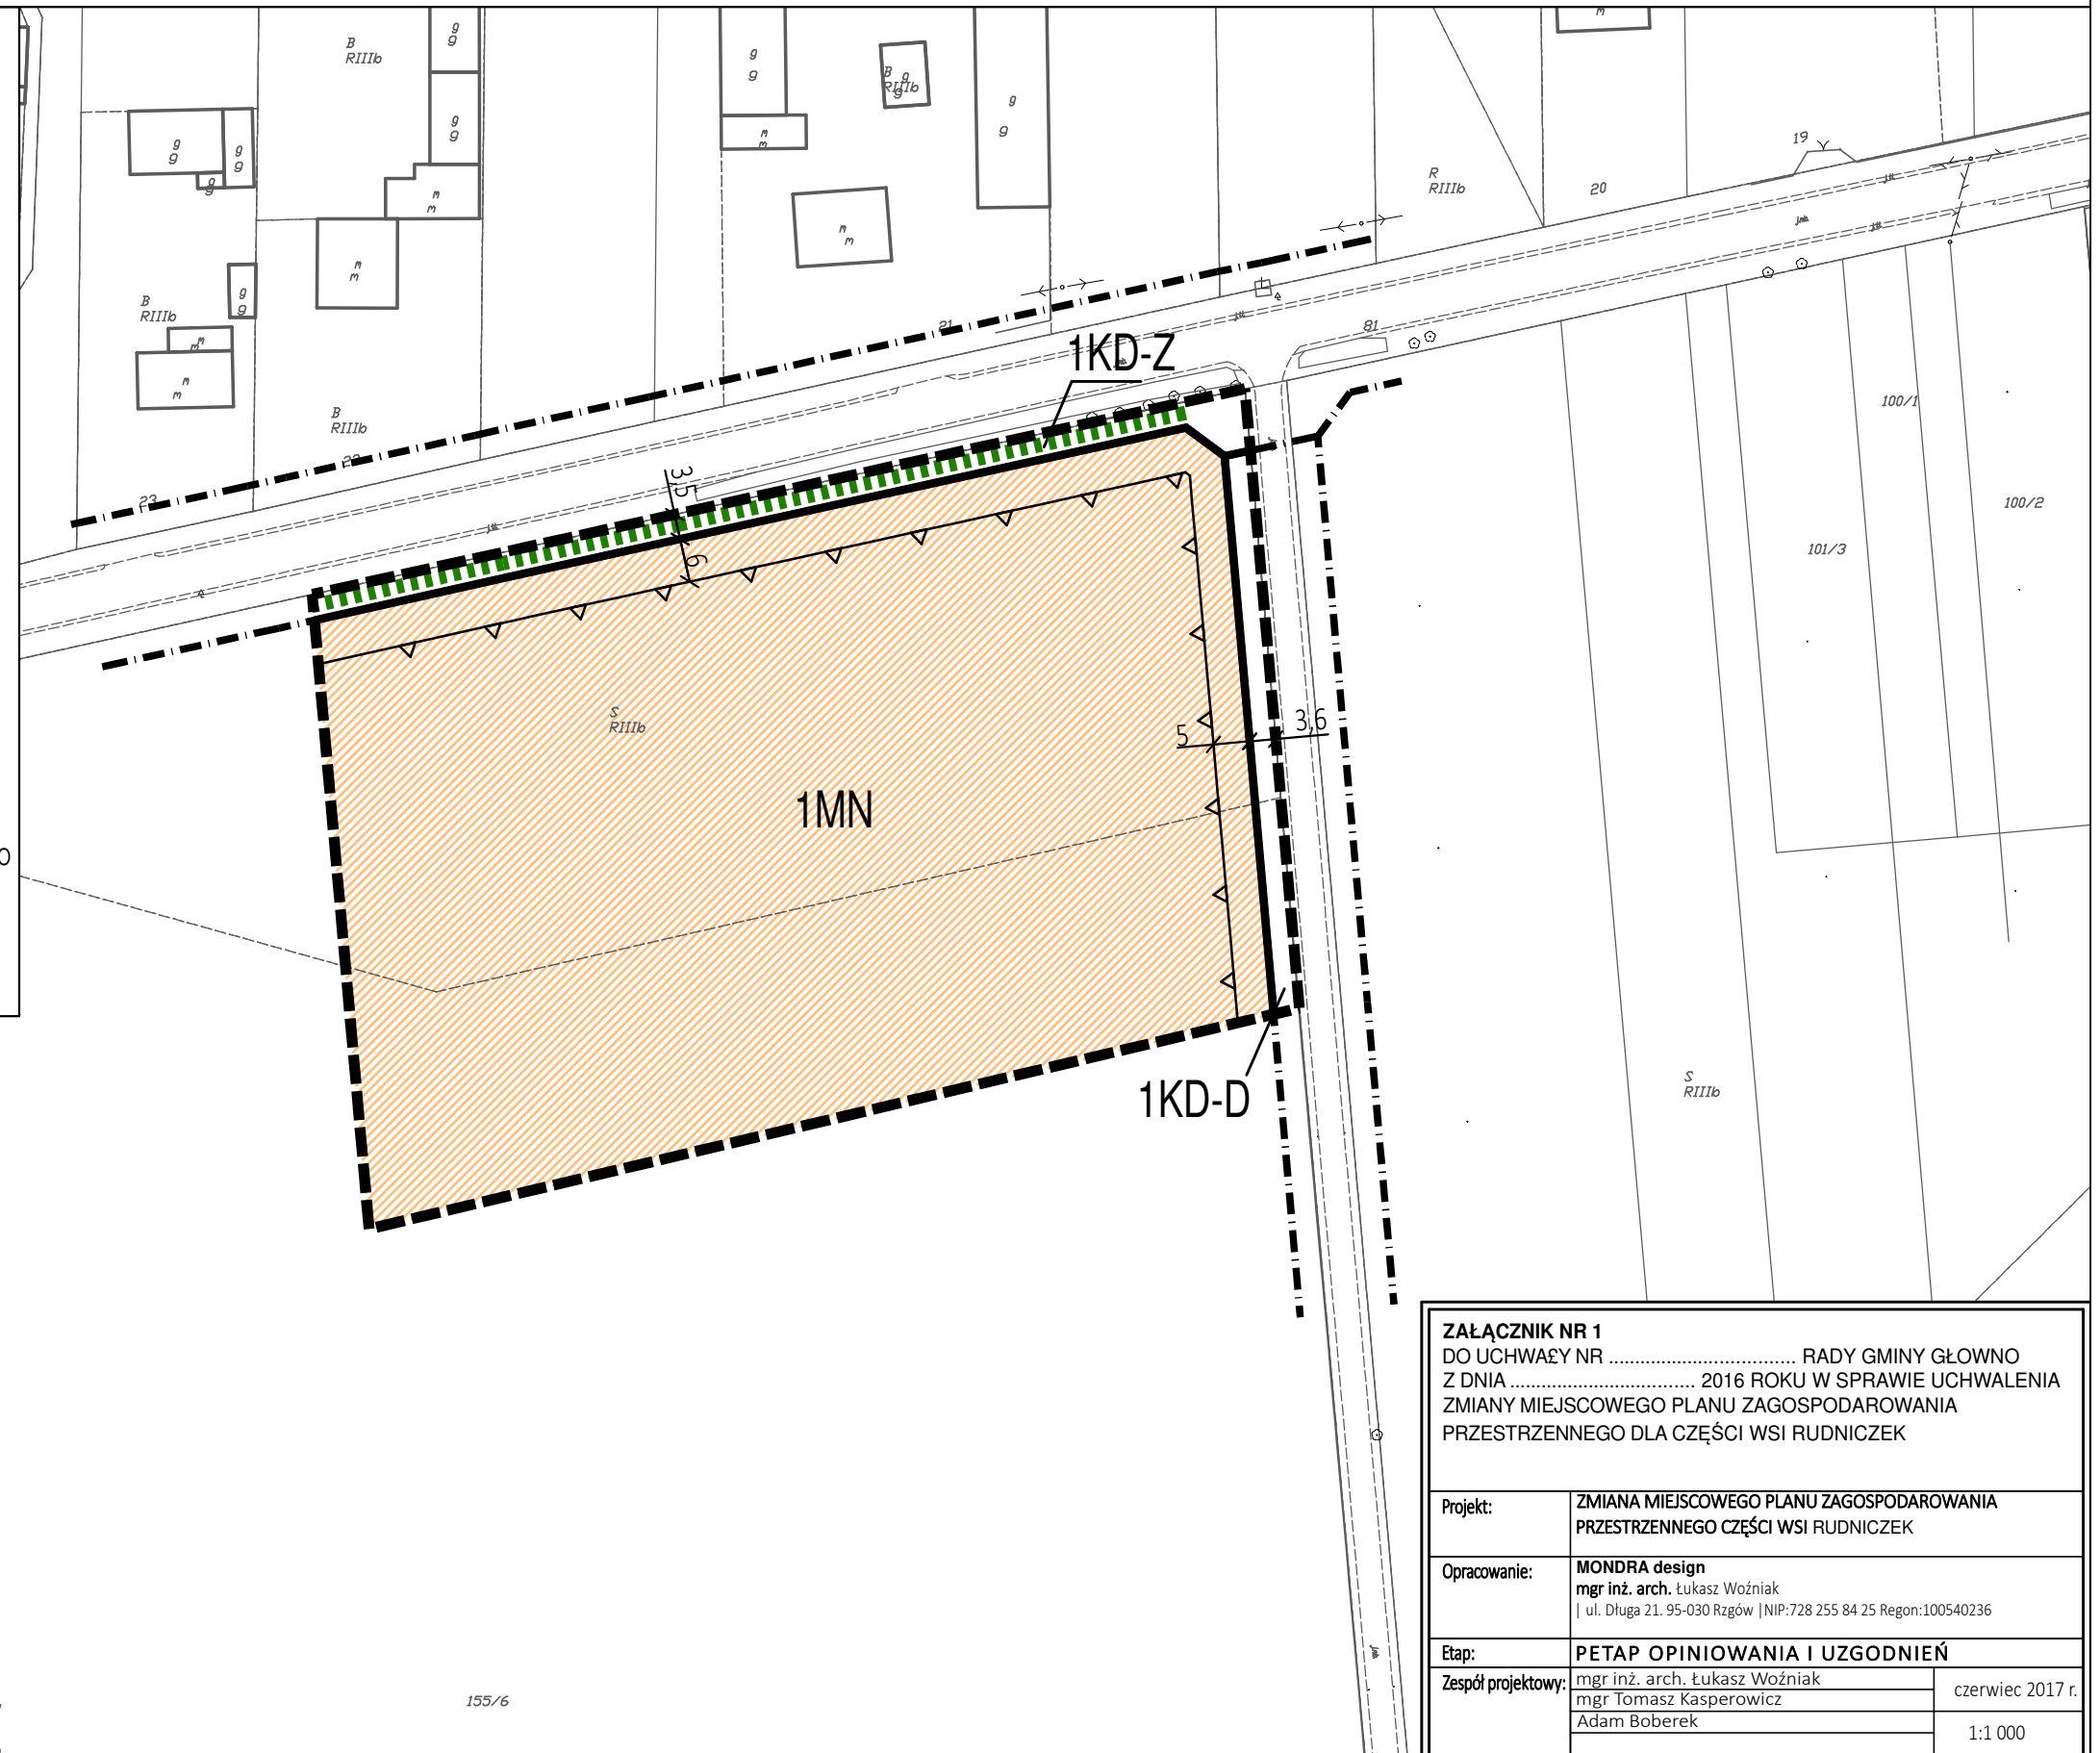 B
RIIIb
g
g
g
g
g
g
B
RIIIb
g
g
g
g
m
g
g
g
g
g
g
m
m
19
m
m
R
RIIIb
20
m
m
m
m
g
g
m
m
B
RIIIb
m
m
m
m
21
81
1KD-Z
B
RIIIb
22
23
100/1
100/2
101/3
3,5
6
S
RIIIb
5
3,6
1MN
O
S
RIIIb
1KD-D
155/6
ZAŁĄCZNIK NR 1
DO UCHWA£Y NR .................................... RADY GMINY GŁOWNO
Z DNIA ................................... 2016 ROKU W SPRAWIE UCHWALENIA
ZMIANY MIEJSCOWEGO PLANU ZAGOSPODAROWANIA
PRZESTRZENNEGO DLA CZĘŚCI WSI RUDNICZEK
Projekt: ZMIANA MIEJSCOWEGO PLANU ZAGOSPODAROWANIA
PRZESTRZENNEGO CZĘŚCI WSI RUDNICZEK
Opracowanie: MONDRA design
mgr inż. arch. Łukasz Woźniak
| ul. Długa 21. 95-030 Rzgów |NIP:728 255 84 25 Regon:100540236
Etap: PETAP OPINIOWANIA I UZGODNIEŃ
Zespół projektowy: mgr inż. arch. Łukasz Woźniak
mgr Tomasz Kasperowicz
czerwiec 2017 r.
Adam Boberek
1:1 000